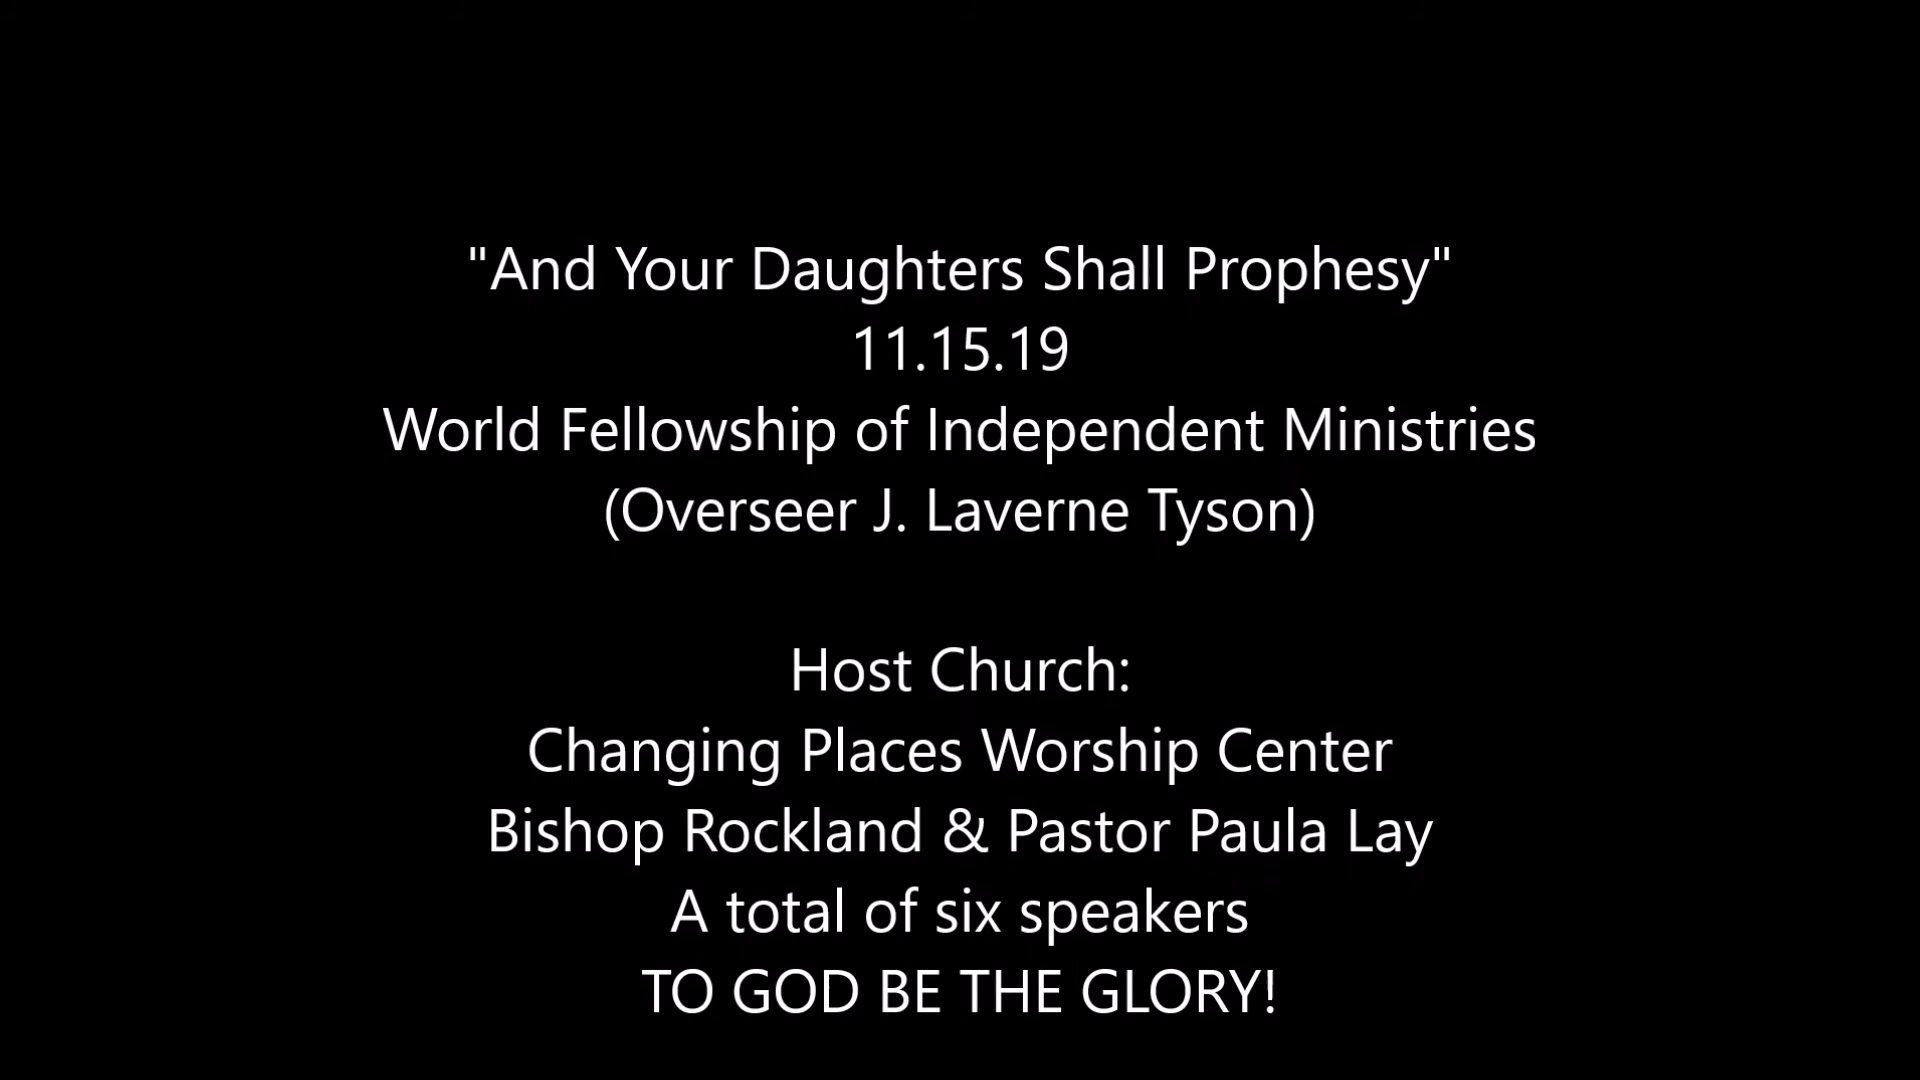 "And Your Daughters Shall Prophesy"
11.15.19
World Fellowship of Independent Ministries
(Overseer J. Laverne Tyson)
Host Church:
Changing Places Worship Center
Bishop Rockland & Pastor Paula Lay
A total of six speakers
TO GOD BE THE GLORY!